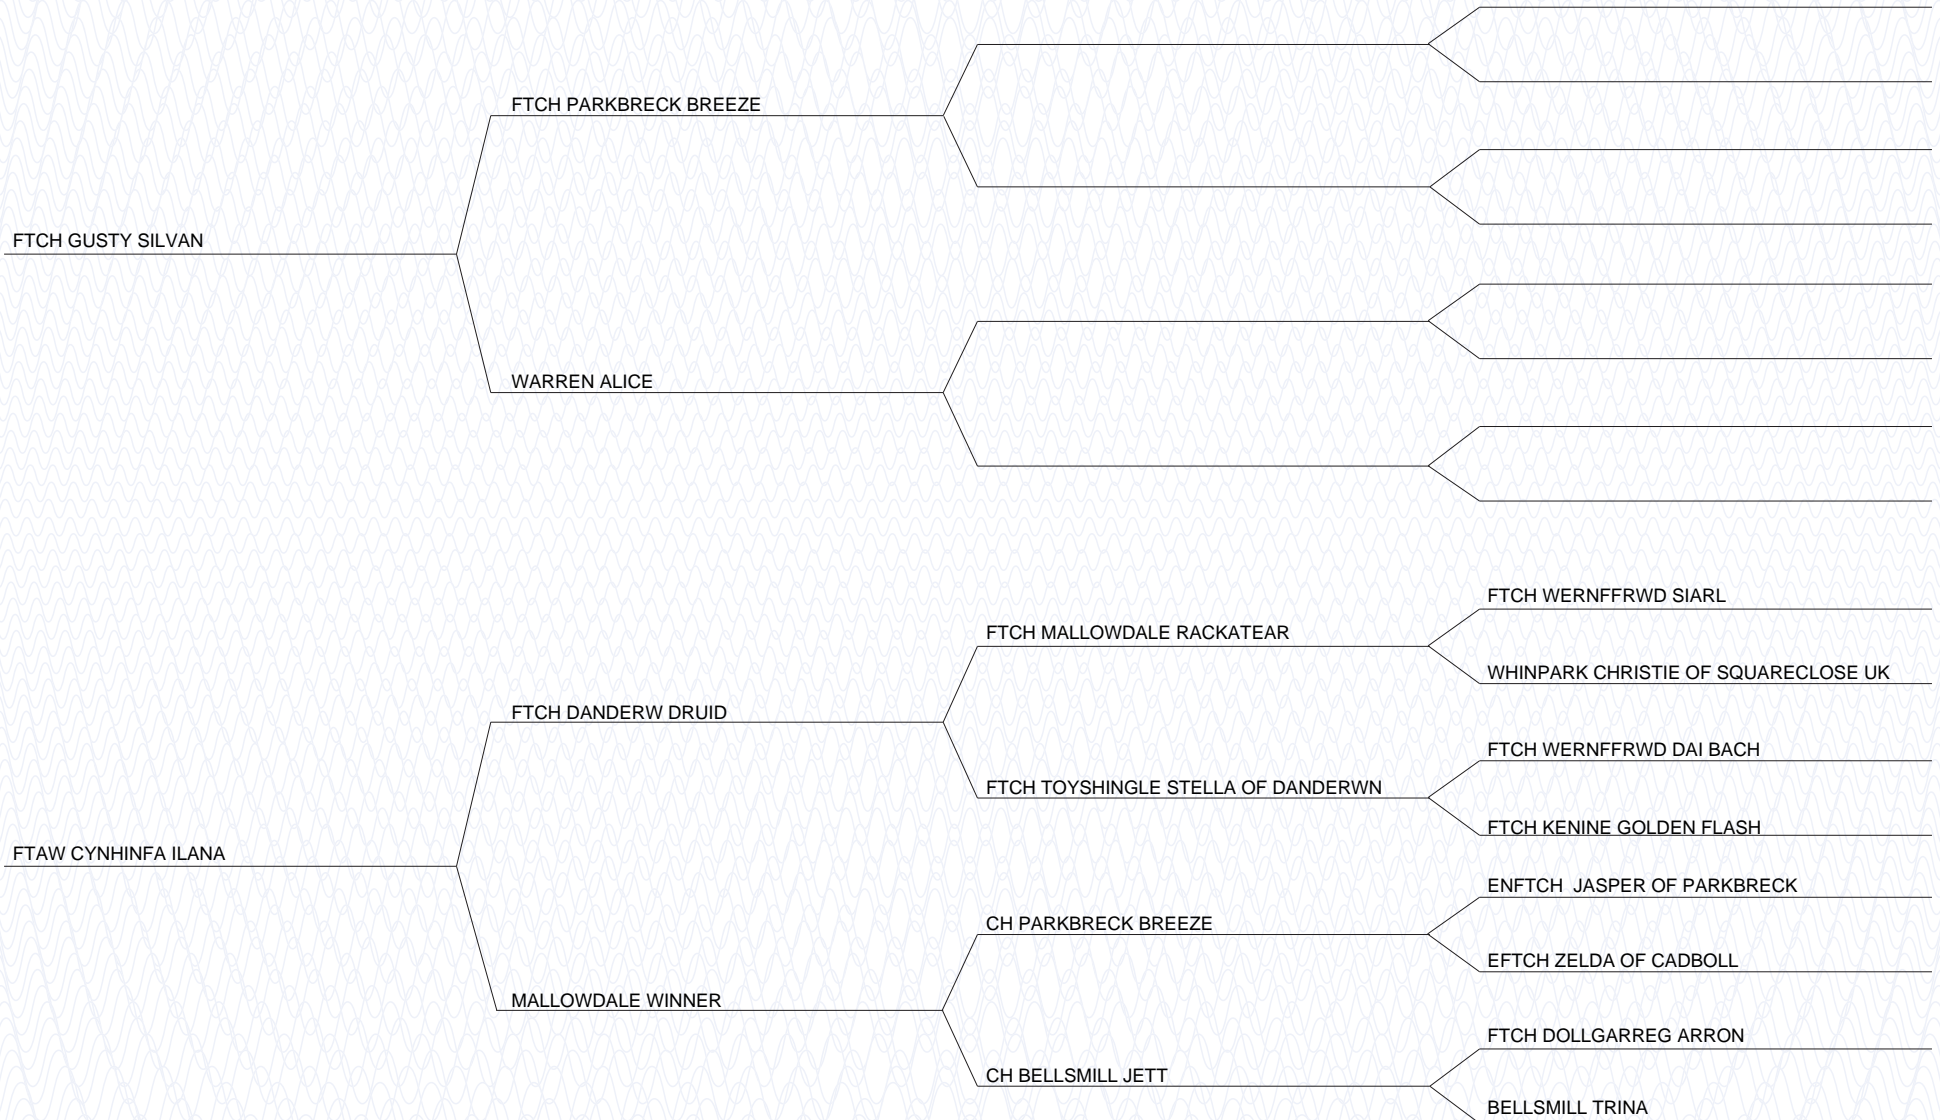 FTCH PARKBRECK BREEZE
FTCH GUSTY SILVAN
WARREN ALICE
FTCH WERNFFRWD SIARL
FTCH MALLOWDALE RACKATEAR
WHINPARK CHRISTIE OF SQUARECLOSE UK
FTCH DANDERW DRUID
FTCH WERNFFRWD DAI BACH
FTCH TOYSHINGLE STELLA OF DANDERWN
FTCH KENINE GOLDEN FLASH
FTAW CYNHINFA ILANA
ENFTCH  JASPER OF PARKBRECK
CH PARKBRECK BREEZE
EFTCH ZELDA OF CADBOLL
MALLOWDALE WINNER
FTCH DOLLGARREG ARRON
CH BELLSMILL JETT
BELLSMILL TRINA